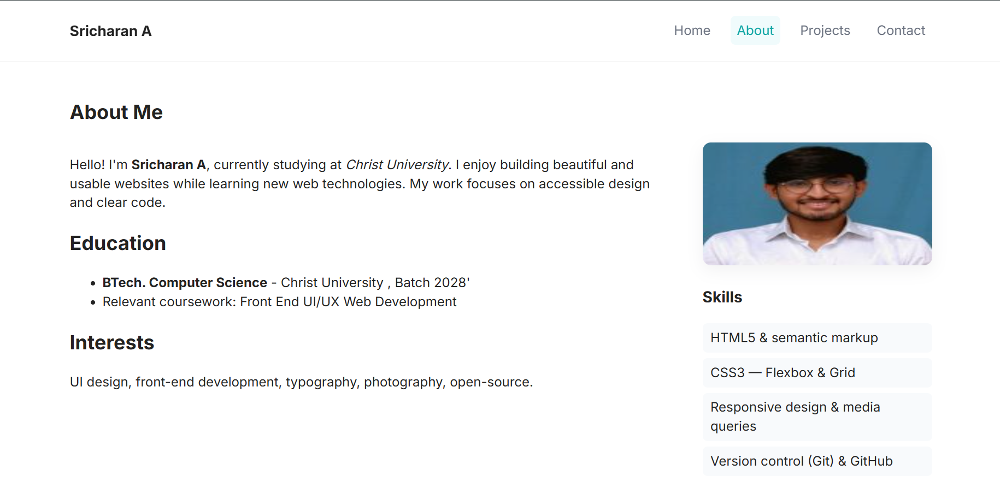 Sricharan A
Home About Projects Contact
About Me
Hello! I'm Sricharan A, currently studying at Christ University. I enjoy building beautiful and
usable websites while learning new web technologies. My work focuses on accessible design
and clear code.
Education
BTech. Computer Science - Christ University , Batch 2028'
Relevant coursework: Front End UI/UX Web Development
Interests
UI design, front-end development, typography, photography, open-source.
Skills
HTML5 & semantic markup
CSS3 — Flexbox & Grid
Responsive design & media
queries
Version control (Git) & GitHub